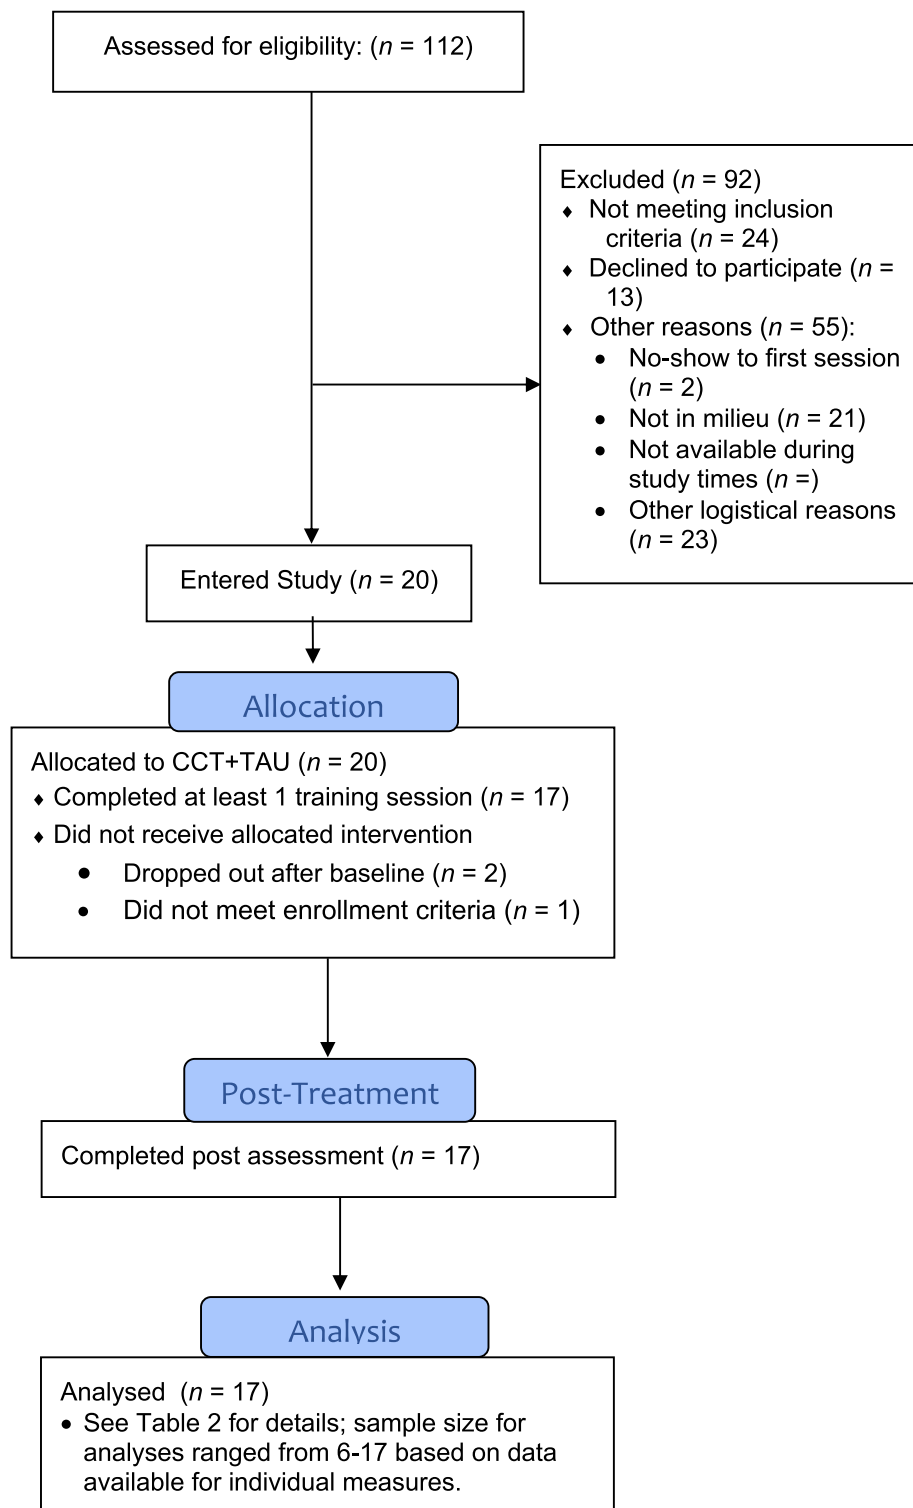 Assessed for eligibility: (n = 112)
Excluded (n = 92)
♦ Not meeting inclusion
criteria (n = 24)
♦ Declined to participate (n =
13)
♦ Other reasons (n = 55):
• No-show to first session
(n = 2)
• Not in milieu (n = 21)
• Not available during
study times (n =)
• Other logistical reasons
(n = 23)
Entered Study (n = 20)
Allocation
Allocated to CCT+TAU (n = 20)
♦ Completed at least 1 training session (n = 17)
♦ Did not receive allocated intervention
• Dropped out after baseline (n = 2)
• Did not meet enrollment criteria (n = 1)
Post-Treatment
Completed post assessment (n = 17)
Analysis
Analysed (n = 17)
• See Table 2 for details; sample size for
analyses ranged from 6-17 based on data
available for individual measures.